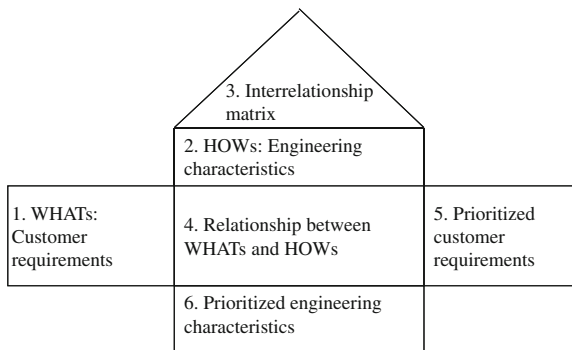 3. Interrelationship
matrix
2. HOWs: Engineering
characteristics
1. WHATs:
Customer
requirements
4. Relationship between
WHATs and HOWs
5. Prioritized
customer
requirements
6. Prioritized engineering
characteristics